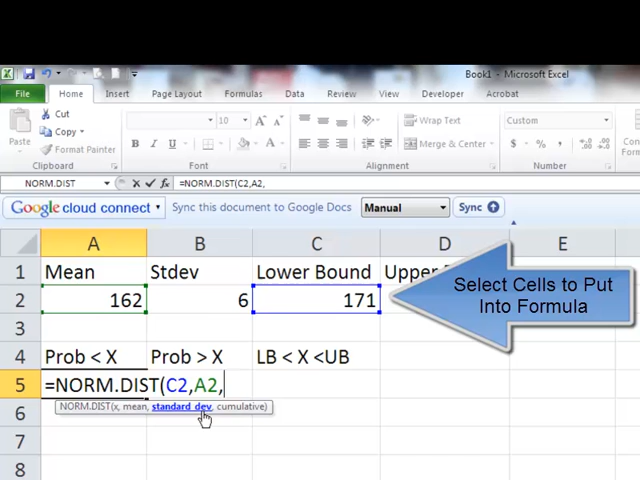 Book1 - Microsoft Excel
File Home Insert Page Layout Formulas Data Review View Developer Acrobat
Cut
Copy
Format Painter
Paste
10
Wrap Text
Merge & Center
Custom
Clipboard Font Alignment Number
NORM.DIST =NORM.DIST(C2,A2,
Google cloud connect Sync this document to Google Docs Manual Sync
A B C D E
1 Mean Stdev Lower Bound
2 162 6 171
Select Cells to Put
Into Formula
3
4 Prob < X Prob > X LB < X <UB
5 =NORM.DIST(C2,A2,
NORM.DIST(x, mean, standard_dev, cumulative)
6
7
8